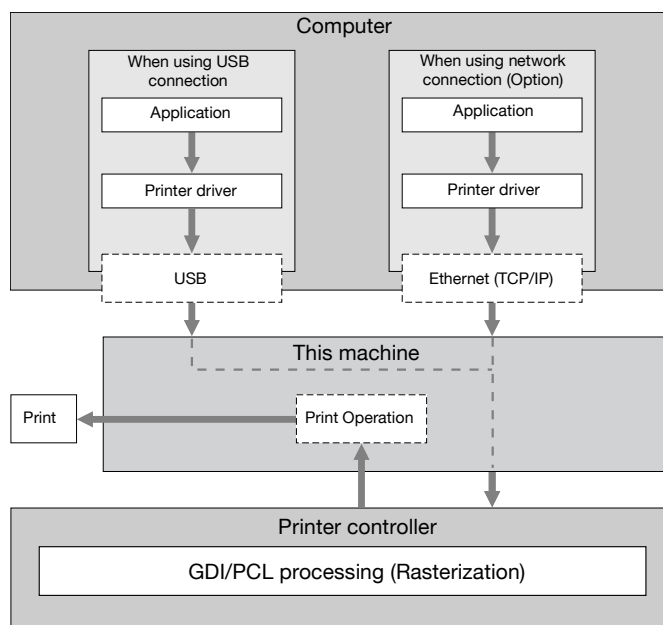 Computer
When using USB
connection
Application
Printer driver
USB
When using network
connection (Option)
Application
Printer driver
Ethernet (TCP/IP)
This machine
Print
Print Operation
Printer controller
GDI/PCL processing (Rasterization)